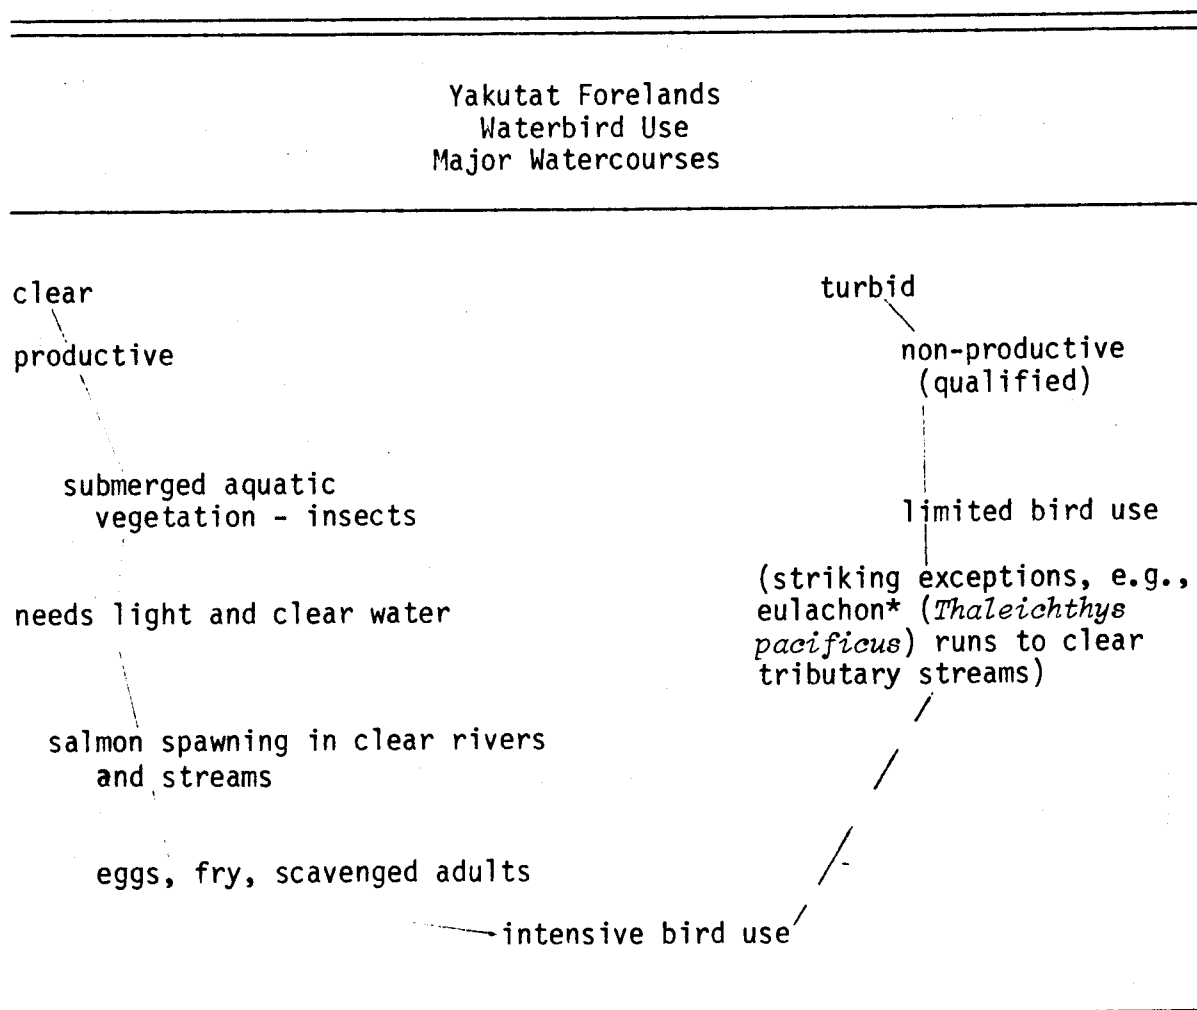 Yakutat Forelands
Waterbird Use
Major Watercourses
clear
productive
submerged aquatic
vegetation - insects
needs light and clear water
salmon spawning in clear rivers
and streams
eggs, fry, scavenged adults
turbid
non-productive
(qualified)
limited bird use
(striking exceptions, e.g.,
eulachon* (Thaleichthys
pacificus) runs to clear
tributary streams)
intensive bird use